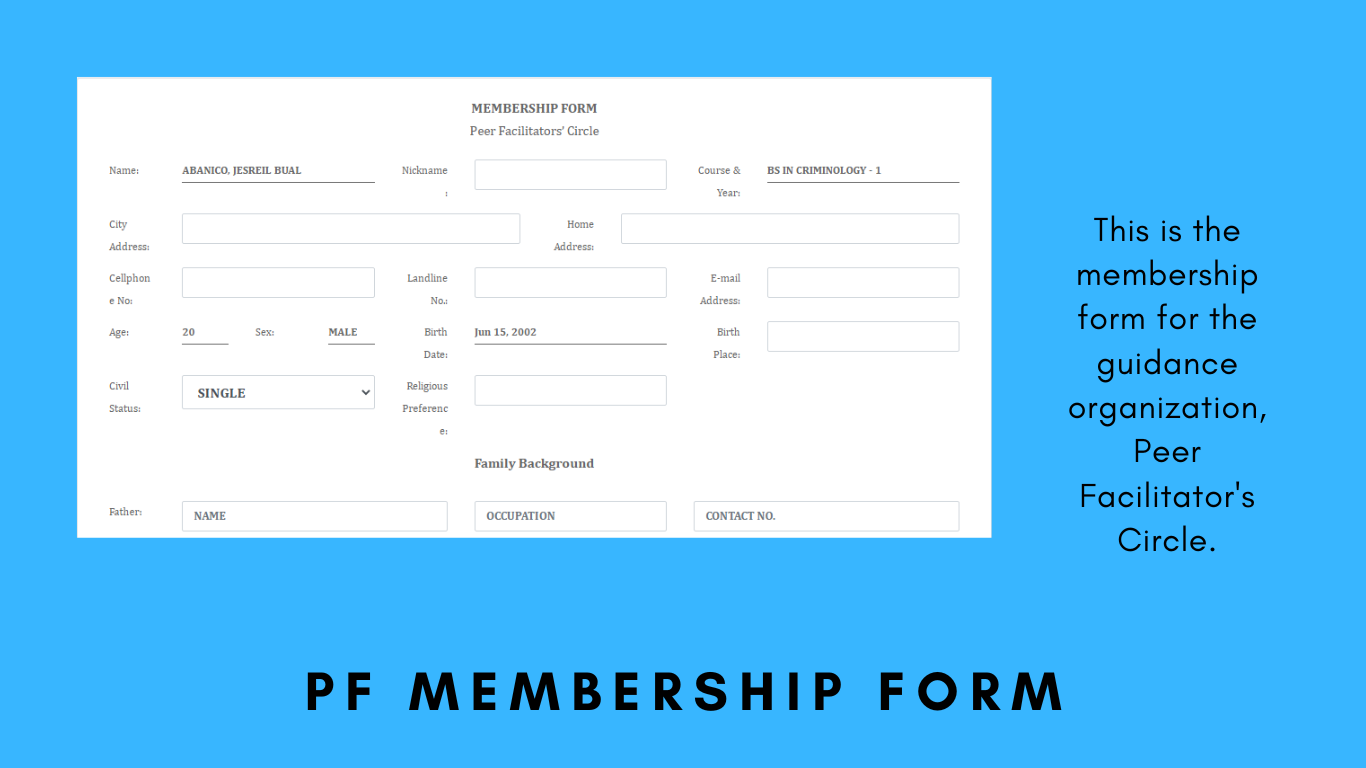 MEMBERSHIP FORM
Peer Facilitators' Circle
Name: ABANICO, JESREIL BUAL Nickname : Course & Year: BS IN CRIMINOLOGY - 1
City Address: Home Address:
Cellphon e No: Landline No.: E-mail Address:
Age: 20 Sex: MALE Birth Date: Jun 15, 2002 Birth Place:
Civil Status: SINGLE Religious Preferenc e:
Family Background
Father: NAME OCCUPATION CONTACT NO.
This is the
membership
form for the
guidance
organization,
Peer
Facilitator's
Circle.
PF MEMBERSHIP FORM